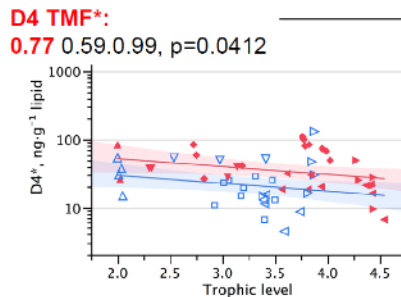 D4 TMF*:
0.77 0.59.0.99, p=0.0412
1000
100
10
D4*, ng·g⁻¹ lipid
2.0 2.5 3.0 3.5 4.0 4.5
Trophic level